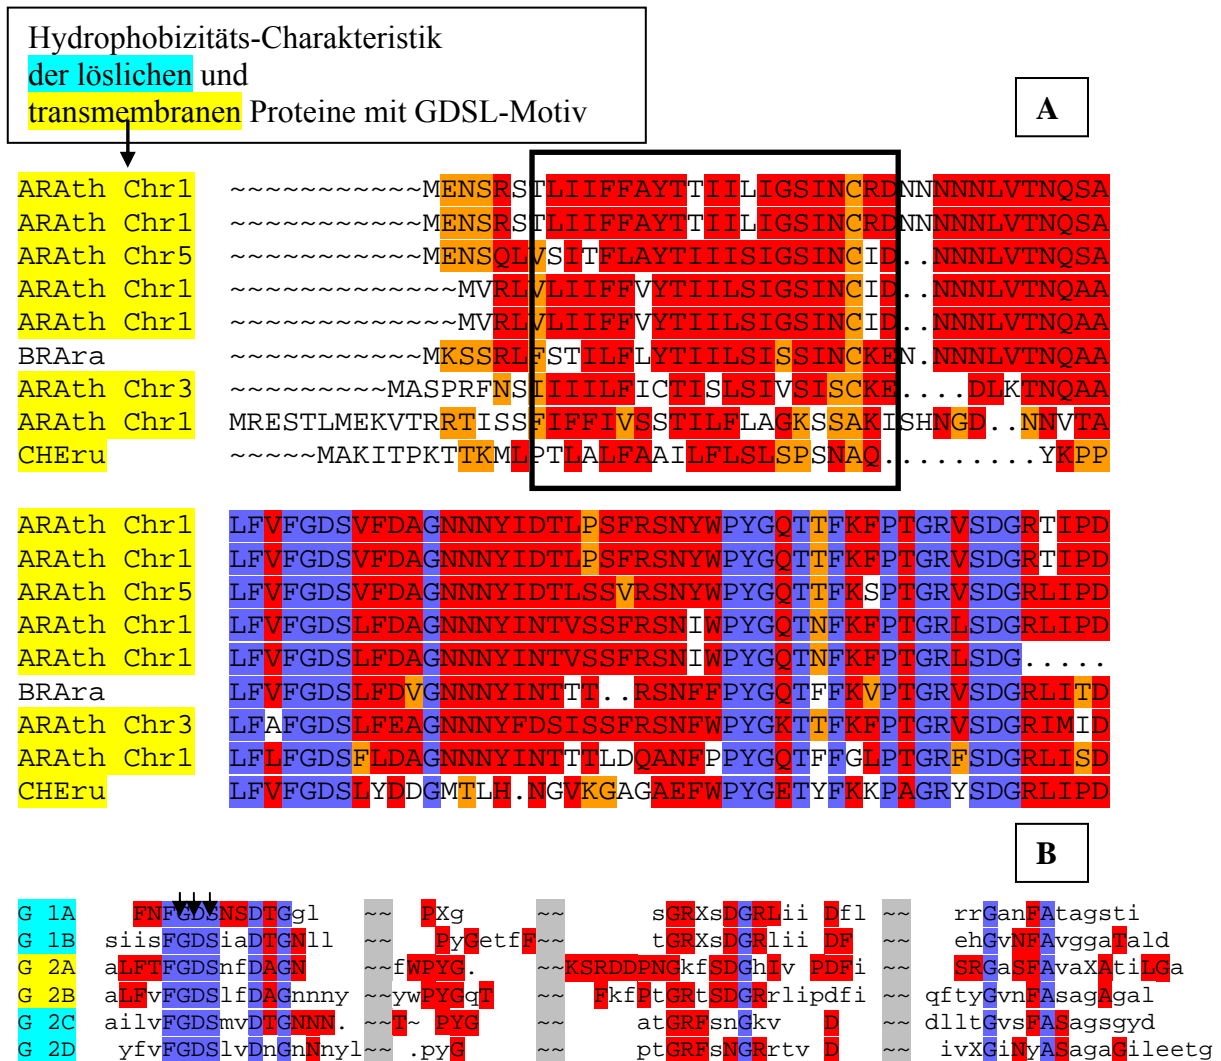 Hydrophobizitäts-Charakteristik
der löslichen und
transmembranen Proteine mit GDSL-Motiv
A
ARAth Chr1 ~~~~~~~~~~~MENSRSTLIIFFAYTTIILIGSINCRDNNNNNLVTNQSA
ARAth Chr1 ~~~~~~~~~~~MENSRSTLIIFFAYTTIILIGSINCRDNNNNNLVTNQSA
ARAth Chr5 ~~~~~~~~~~~MENSQLVSITFLAYTIIISIGSINCID..NNNLVTNQSA
ARAth Chr1 ~~~~~~~~~~~~~MVRLVLIIFFVYTIILSIGSINCID..NNNLVTNQAA
ARAth Chr1 ~~~~~~~~~~~~~MVRLVLIIFFVYTIILSIGSINCID..NNNLVTNQAA
BRAra ~~~~~~~~~~~MKSSRLFSTILFLYTIILSISSINCKEN.NNNLVTNQAA
ARAth Chr3 ~~~~~~~~~MASPRFNSIIIILFICTISLSIVSISCKE....DLKTNQAA
ARAth Chr1 MRESTLMEKVTRRTISSFIFFIVSSTILFLAGKSSAKISHNGD..NNVTA
CHEru ~~~~~MAKITPKTTKMLPTLALFAAILFLSLSPSNAQ.........YKPP
ARAth Chr1 LFVFGDSVFDAGNNNYIDTLPSFRSNYWPYGQTTFKFPTGRVSDGRTIPD
ARAth Chr1 LFVFGDSVFDAGNNNYIDTLPSFRSNYWPYGQTTFKFPTGRVSDGRTIPD
ARAth Chr5 LFVFGDSVFDAGNNNYIDTLSSVRSNYWPYGQTTFKSPTGRVSDGRLIPD
ARAth Chr1 LFVFGDSLFDAGNNNYINTVSSFRSNIWPYGQTNFKFPTGRLSDGRLIPD
ARAth Chr1 LFVFGDSLFDAGNNNYINTVSSFRSNIWPYGQTNFKFPTGRLSDG.....
BRAra LFVFGDSLFDVGNNNYINTTT..RSNFFPYGQTFFKVPTGRVSDGRLITD
ARAth Chr3 LFAFGDSLFEAGNNNYFDSISSFRSNFWPYGKTTFKFPTGRVSDGRIMID
ARAth Chr1 LFLFGDSFLDAGNNNYINTTTLDQANFPPYGQTFFGLPTGRFSDGRLISD
CHEru LFVFGDSLYDDGMTLH.NGVKGAGAEFWPYGETYFKKPAGRYSDGRLIPD
B
G 1A FNFGDSNSDTGgl ~~ PXg ~~ sGRXsDGRLii Dfl ~~ rrGanFAtagsti
G 1B siisFGDSiaDTGNll ~~ PyGetfF~~ tGRXsDGRlii DF ~~ ehGvNFAvggaTald
G 2A aLFTFGDSnfDAGN ~~fWPYG. ~~KSRDDPNGkfSDGhIv PDFi ~~ SRGaSFAvaXAtiLGa
G 2B aLFvFGDSlfDAGnnny ~~ywPYGqT FkfPtGRtSDGRrlipdfi ~~ qftyGvnFAsagAgal
G 2C ailvFGDSmvDTGNNN. ~~T~ PYG ~~ atGRFsnGkv D ~~ dlltGvsFASagsgyd
G 2D yfvFGDSlvDnGnNnyl~~ .pyG ~~ ptGRfsNGRrtv D ~~ ivXGiNyASagaGileetg